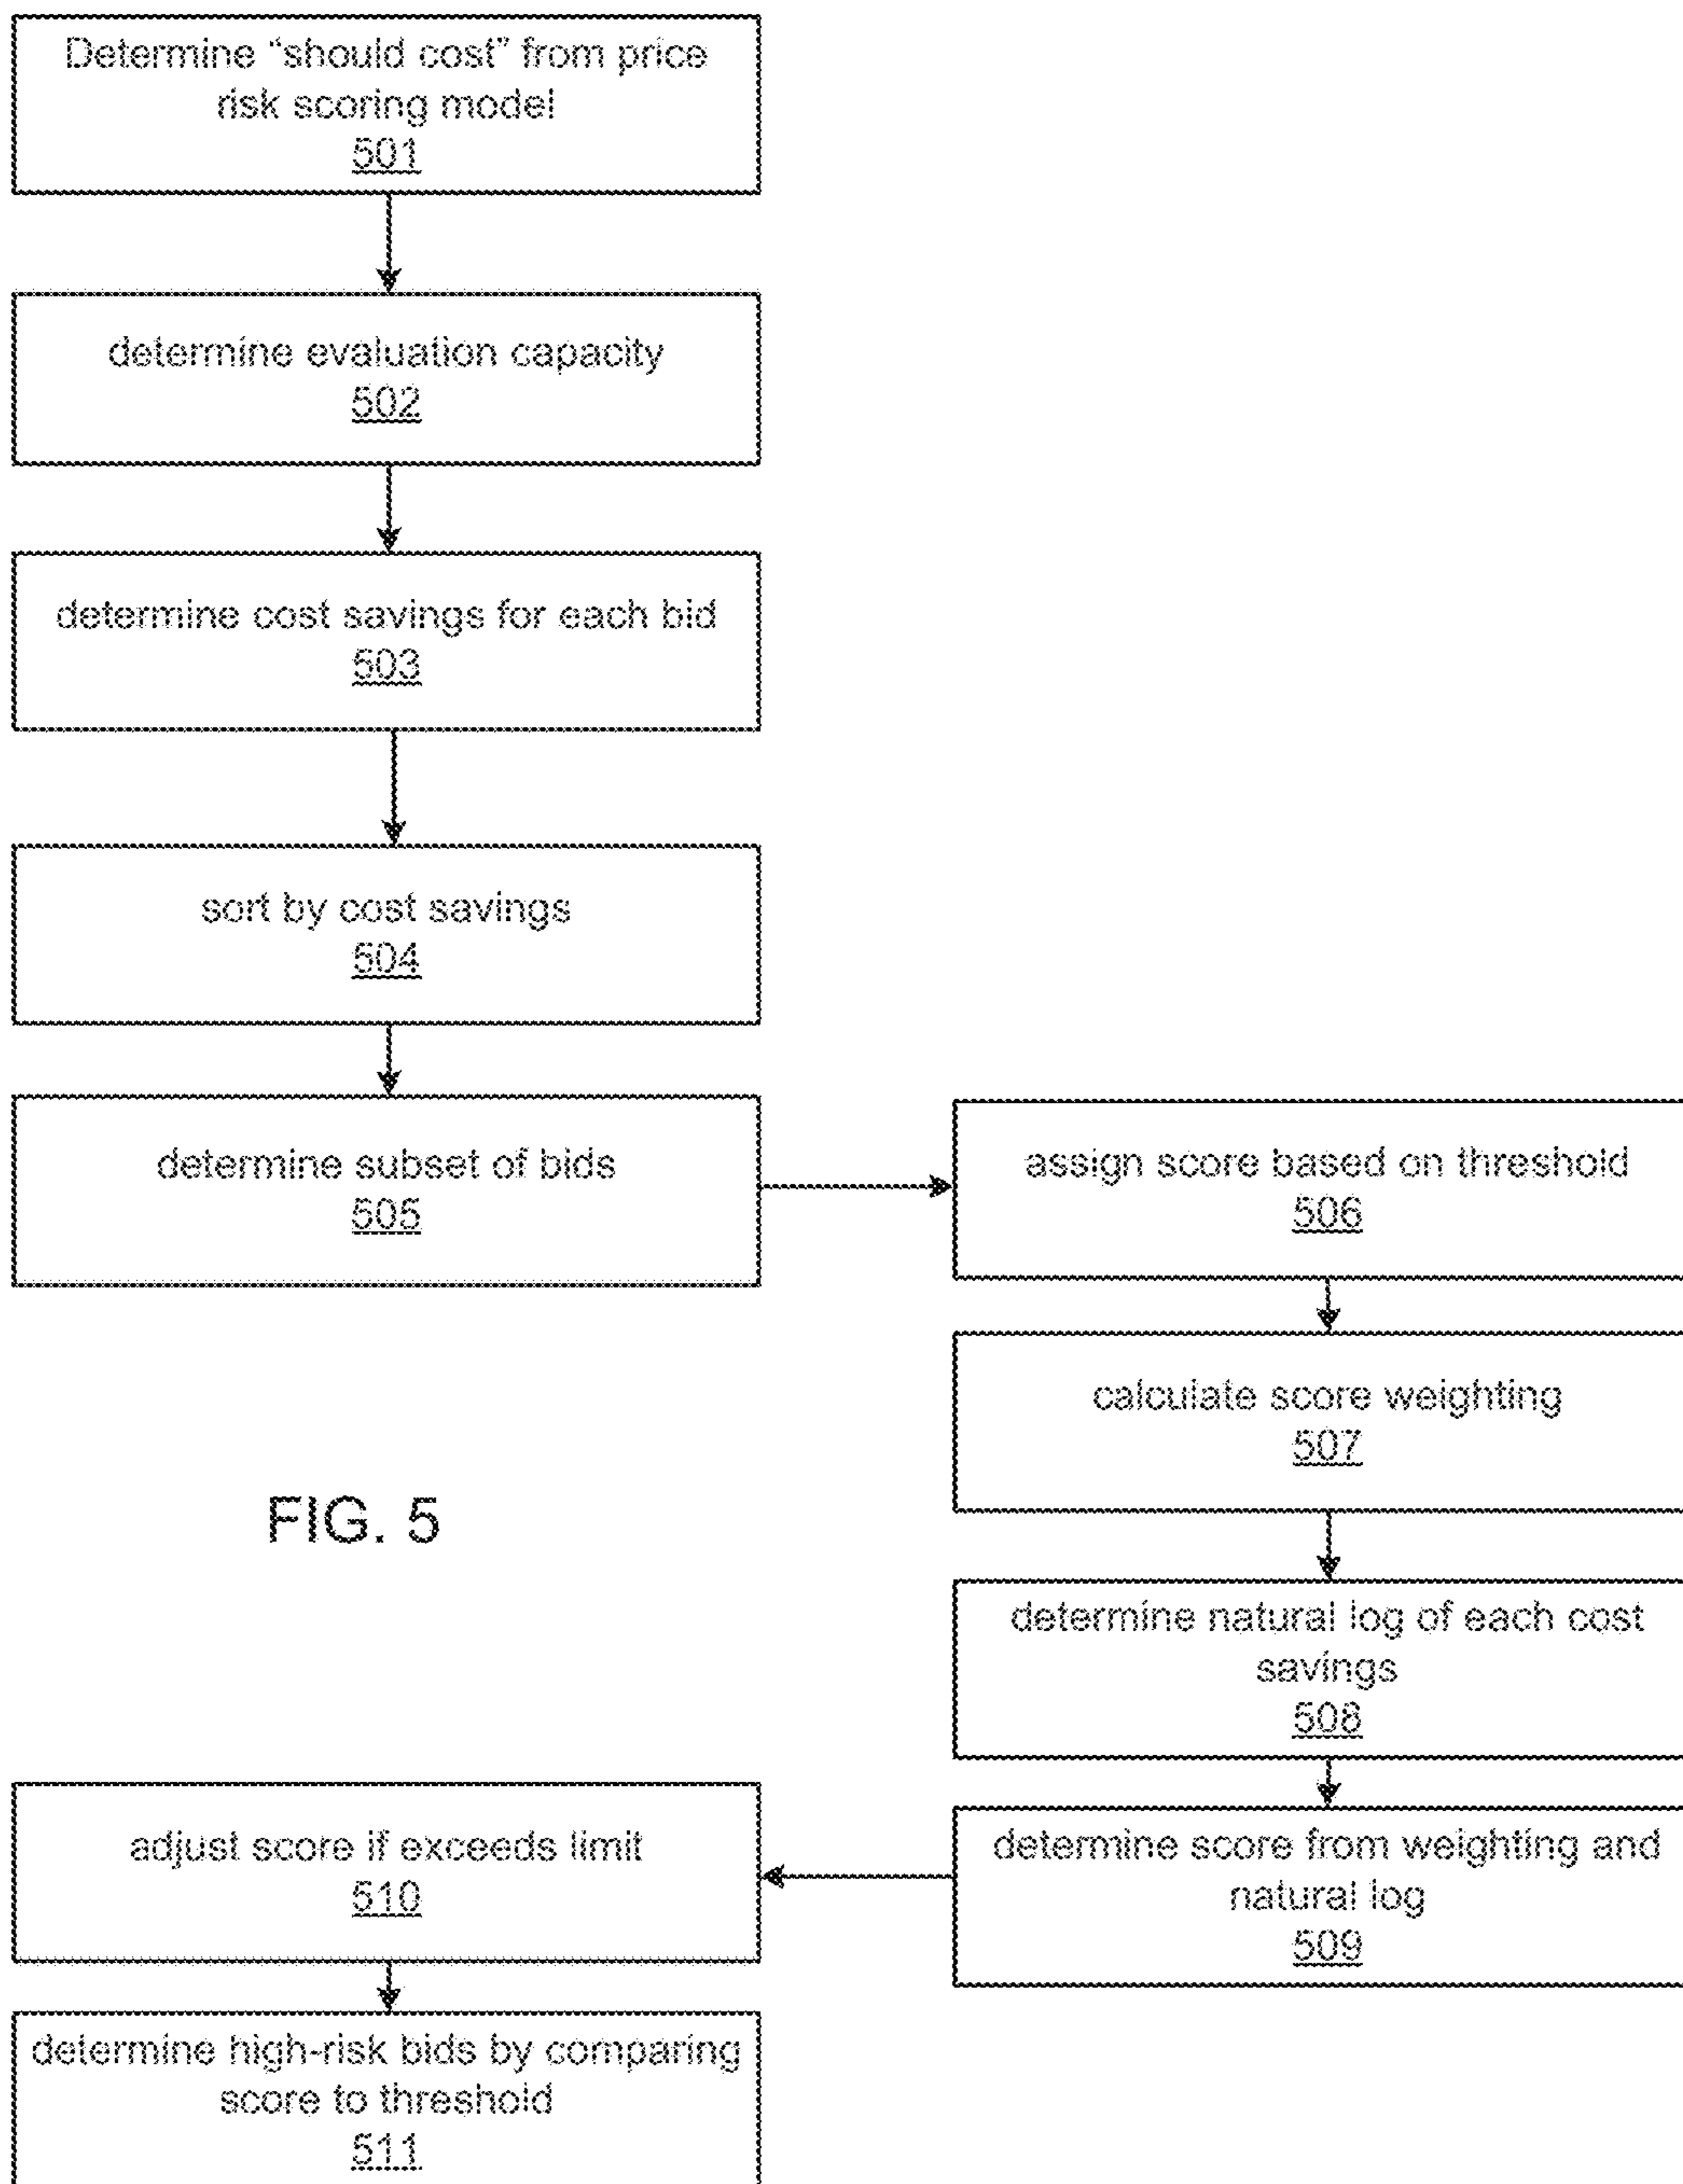 Determine “should cost” from price
risk scoring model
501
determine evaluation capacity
502
determine cost savings for each bid
503
sort by cost savings
504
determine subset of bids
505
assign score based on threshold
506
calculate score weighting
507
FIG. 5
determine natural log of each cost
savings
508
determine score from weighting and
natural log
509
adjust score if exceeds limit
510
determine high-risk bids by comparing
score to threshold
511